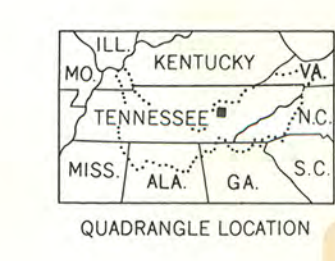 ILL.
MO.
KENTUCKY
VA.
TENNESSEE
N.C.
MISS.
ALA.
GA.
S.C.
QUADRANGLE LOCATION